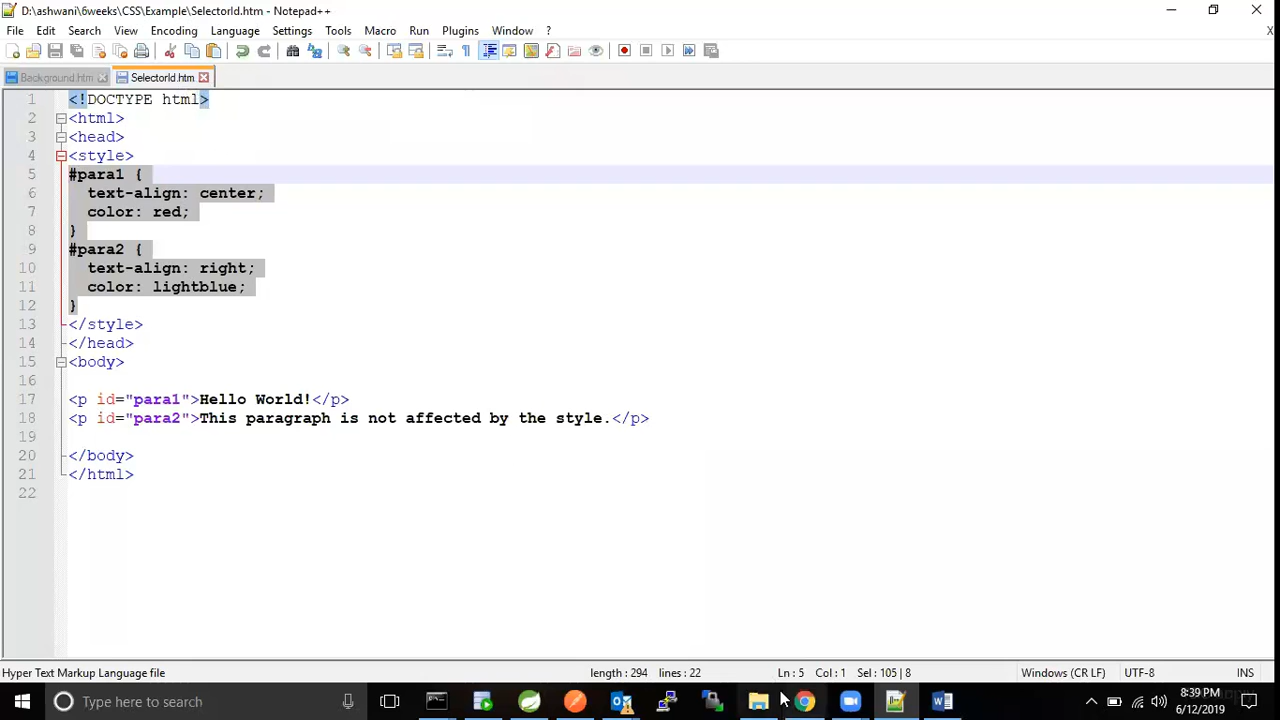 D:\ashwani\6weeks\CSS\Example\SelectorId.htm - Notepad++
File Edit Search View Encoding Language Settings Tools Macro Run Plugins Window ? X
Background.htm SelectorId.htm
1 <!DOCTYPE html>
2 <html>
3 <head>
4 <style>
5 #para1 {
6 text-align: center;
7 color: red;
8 }
9 #para2 {
10 text-align: right;
11 color: lightblue;
12 }
13 </style>
14 </head>
15 <body>
16
17 <p id="para1">Hello World!</p>
18 <p id="para2">This paragraph is not affected by the style.</p>
19
20 </body>
21 </html>
22
Hyper Text Markup Language file length : 294 lines : 22 Ln : 5 Col : 1 Sel : 105 | 8 Windows (CR LF) UTF-8 INS
Type here to search
8:39 PM
6/12/2019